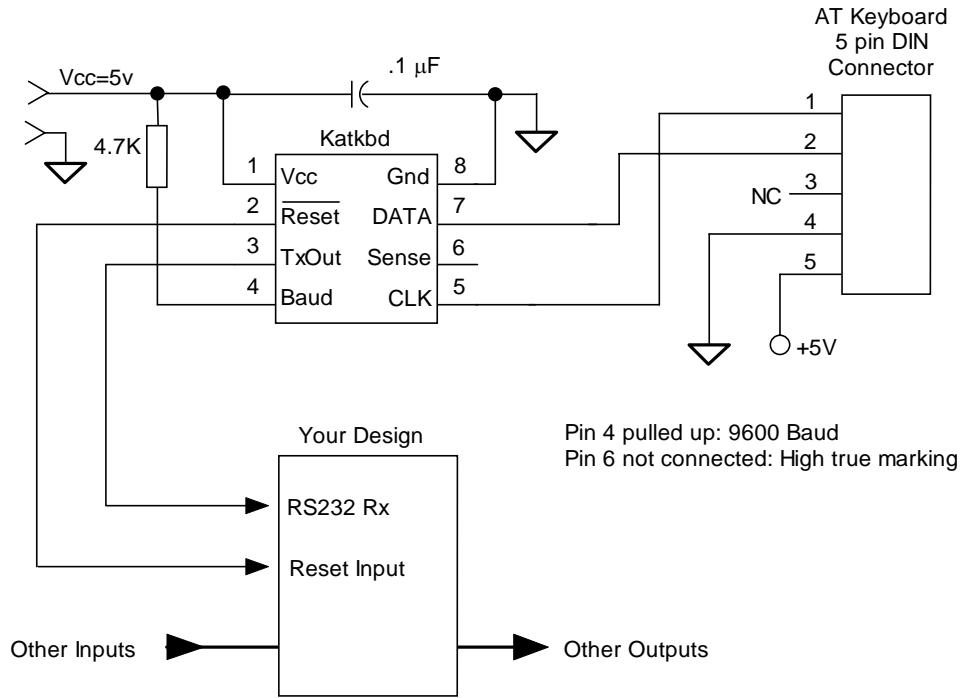 AT Keyboard
5 pin DIN
Connector
Vcc=5v
.1 μF
4.7K
Katkbd
1
Vcc
Gnd
8
2
Reset
DATA
7
3
TxOut
Sense
6
4
Baud
CLK
5
1
2
NC
3
4
5
+5V
Your Design
Pin 4 pulled up: 9600 Baud
Pin 6 not connected: High true marking
RS232 Rx
Reset Input
Other Inputs
Other Outputs